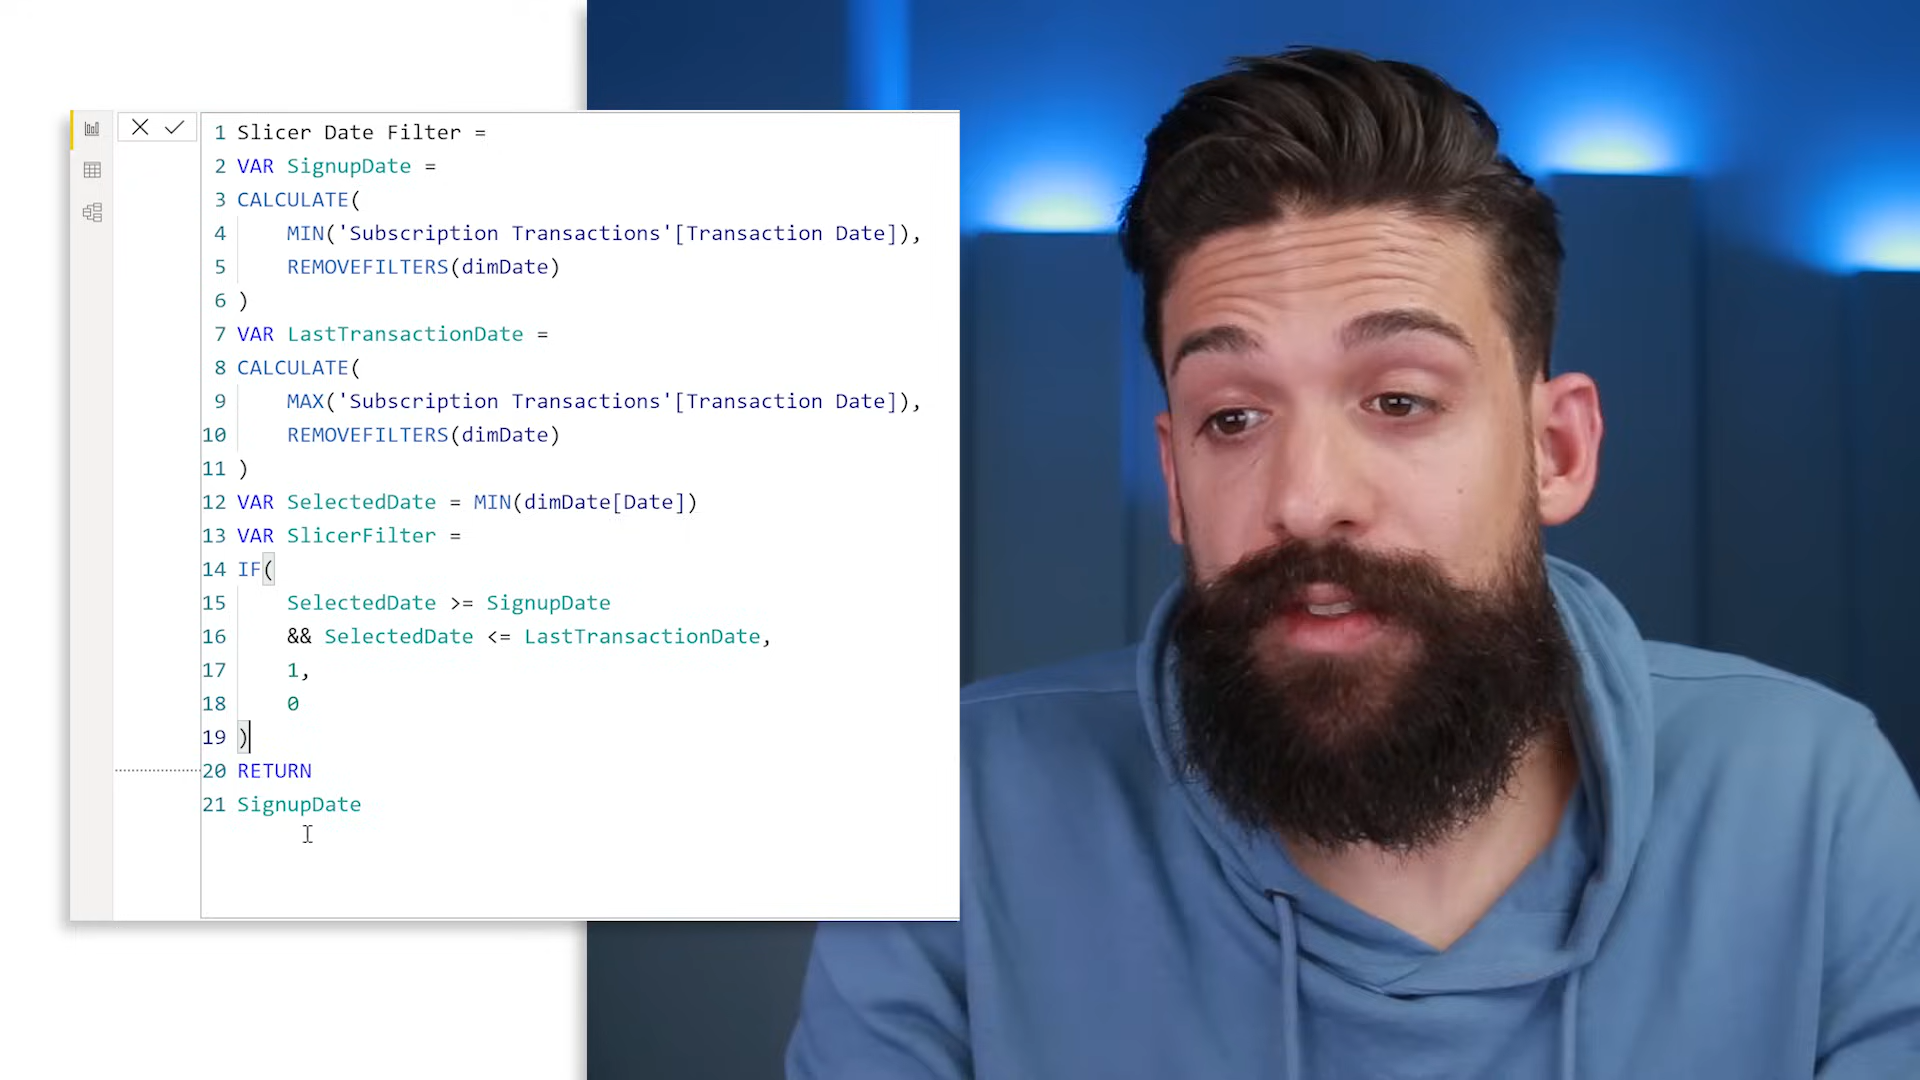 1 Slicer Date Filter =
2 VAR SignupDate =
3 CALCULATE(
4 MIN('Subscription Transactions'[Transaction Date]),
5 REMOVEFILTERS(dimDate)
6 )
7 VAR LastTransactionDate =
8 CALCULATE(
9 MAX('Subscription Transactions'[Transaction Date]),
10 REMOVEFILTERS(dimDate)
11 )
12 VAR SelectedDate = MIN(dimDate[Date])
13 VAR SlicerFilter =
14 IF(
15 SelectedDate >= SignupDate
16 && SelectedDate <= LastTransactionDate,
17 1,
18 0
19 )
20 RETURN
21 SignupDate